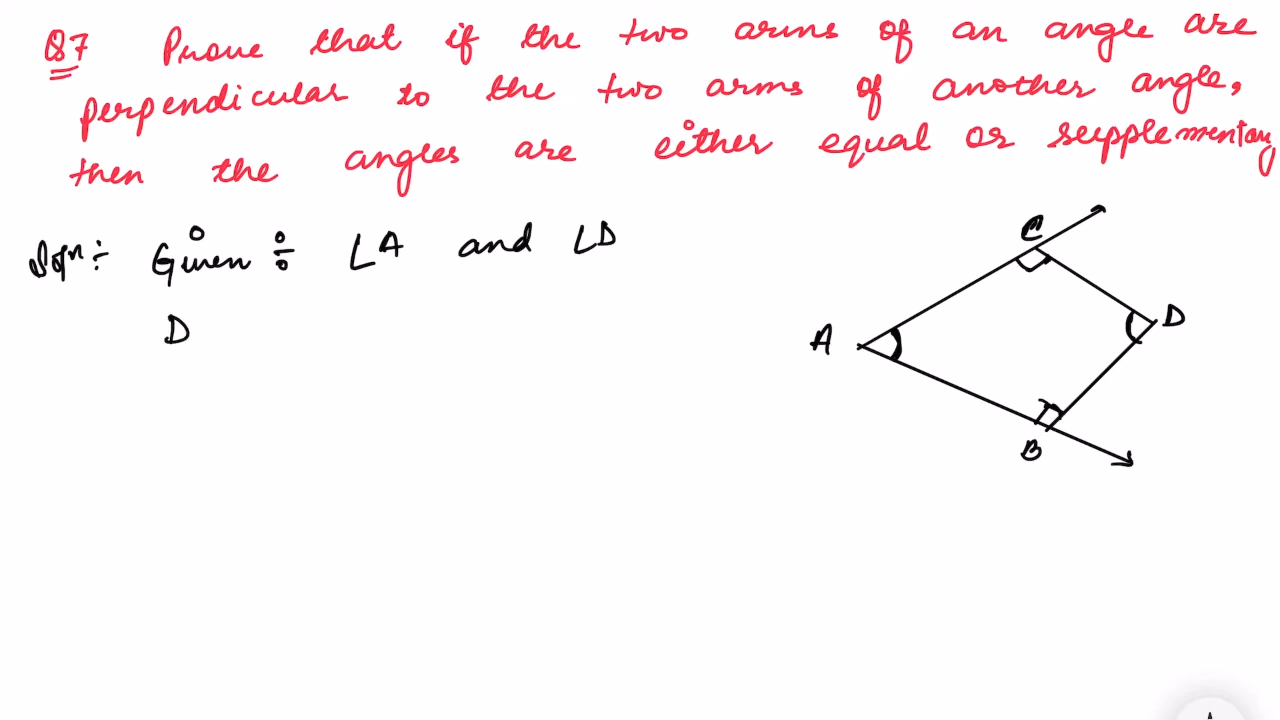 Q7 Prove that if the two arms of an angle are
perpendicular to the two arms of another angle,
then the angles are either equal or supplementary
Solⁿ ÷ Given ÷ ∠A and ∠D
D
C
A
D
B